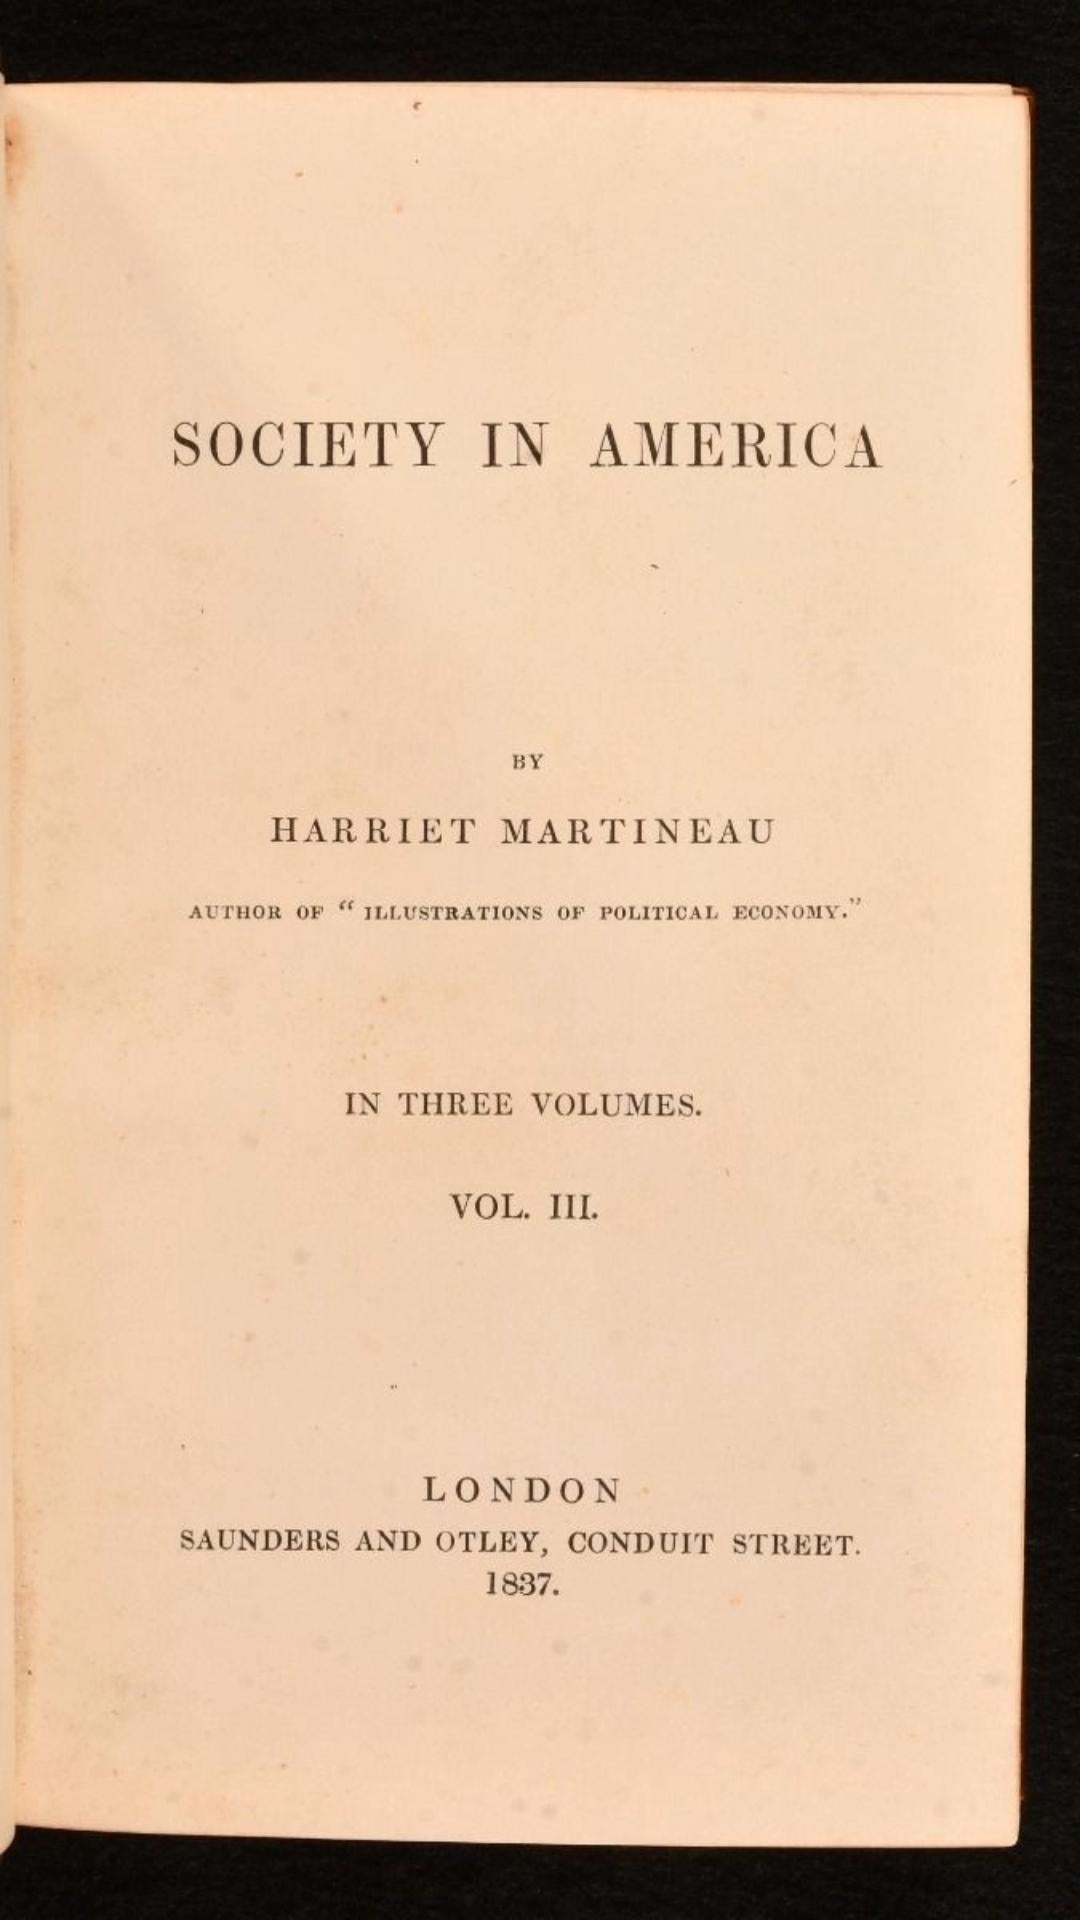 SOCIETY IN AMERICA
BY
HARRIET MARTINEAU
AUTHOR OF “ ILLUSTRATIONS OF POLITICAL ECONOMY.”
IN THREE VOLUMES.
VOL. III.
LONDON
SAUNDERS AND OTLEY, CONDUIT STREET.
1837.